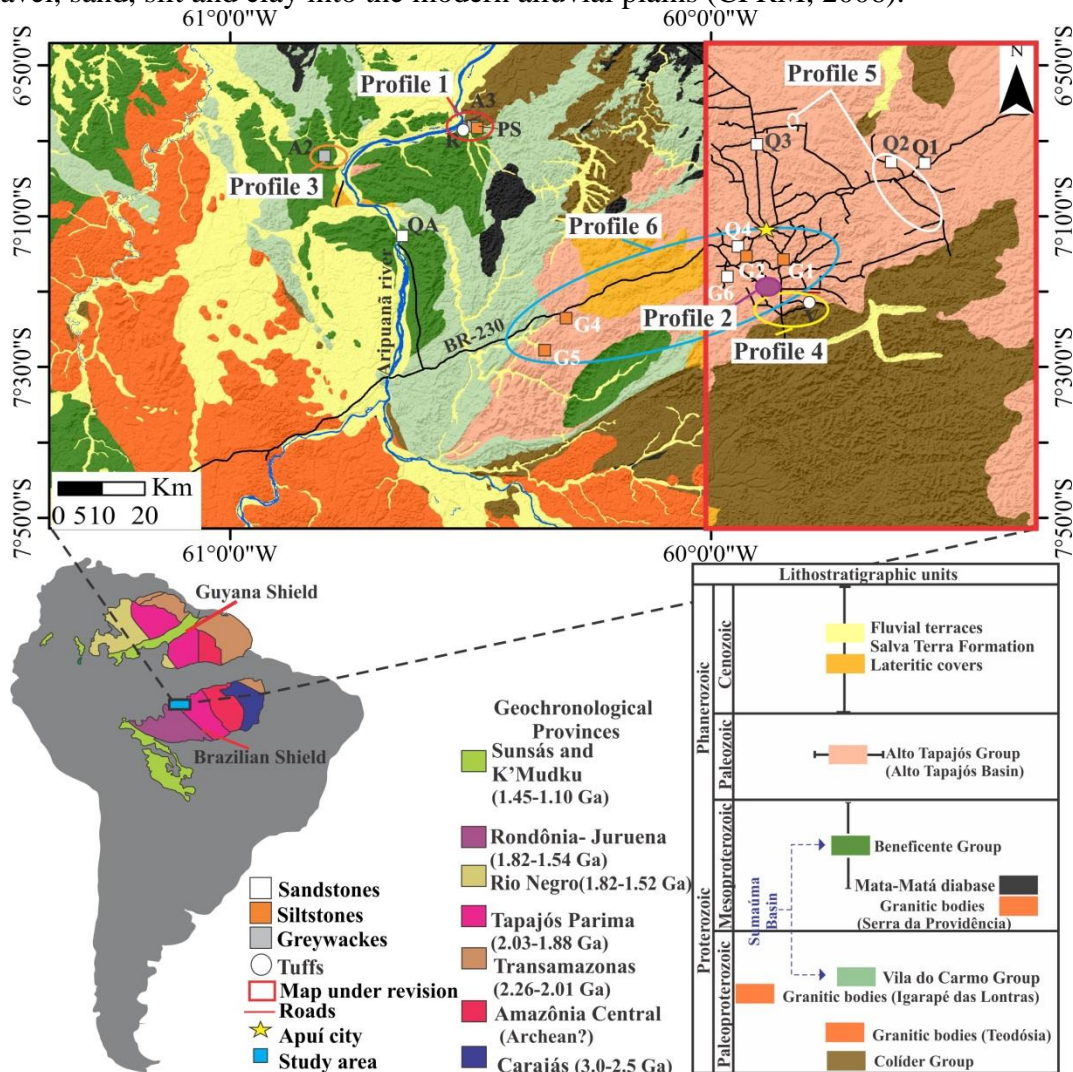 avel, sand, silt and clay into the modern alluvial plains (CPRM, 2006).
61°00'0"W
60°00'0"W
6°50'0"S
7°10'0"S
7°30'0"S
7°50'0"S
6°50'0"S
7°10'0"S
7°30'0"S
7°50'0"S
N
Profile 1
A3
PS
R
A2
Profile 3
QA
Aripuanã river
BR-230
Profile 6
G4
G5
Profile 5
Q3
Q2
Q1
Q4
G2
G1
G6
Profile 2
Profile 4
Km
0 5 10 20
61°00'0"W
60°00'0"W
Guyana Shield
Brazilian Shield
Sandstones
Siltstones
Greywackes
Tuffs
Map under revision
Roads
Apuí city
Study area
Geochronological
Provinces
Sunsás and
K'Mudku
(1.45-1.10 Ga)
Rondônia- Juruena
(1.82-1.54 Ga)
Rio Negro(1.82-1.52 Ga)
Tapajós Parima
(2.03-1.88 Ga)
Transamazonas
(2.26-2.01 Ga)
Amazônia Central
(Archean?)
Carajás (3.0-2.5 Ga)
Lithostratigraphic units
Phanerozoic
Cenozoic
Fluvial terraces
Salva Terra Formation
Lateritic covers
Paleozoic
Alto Tapajós Group
(Alto Tapajós Basin)
Proterozoic
Mesoproterozoic
Sumaúma
Basin
Beneficente Group
Mata-Matá diabase
Granitic bodies
(Serra da Providência)
Paleoproterozoic
Vila do Carmo Group
Granitic bodies (Igarapé das Lontras)
Granitic bodies (Teodósia)
Colíder Group